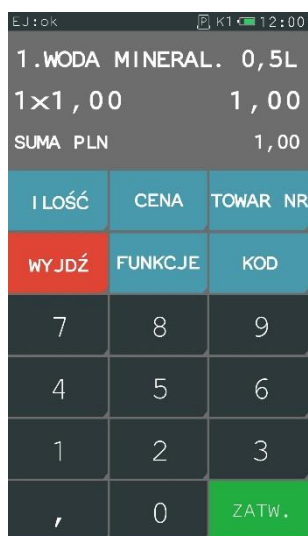 EJ:ok P K1 12:00
1.WODA MINERAL. 0,5L
1×1,00 1,00
SUMA PLN 1,00
ILOŚĆ CENA TOWAR NR
WYJDŹ FUNKCJE KOD
7 8 9
4 5 6
1 2 3
, 0 ZATW.